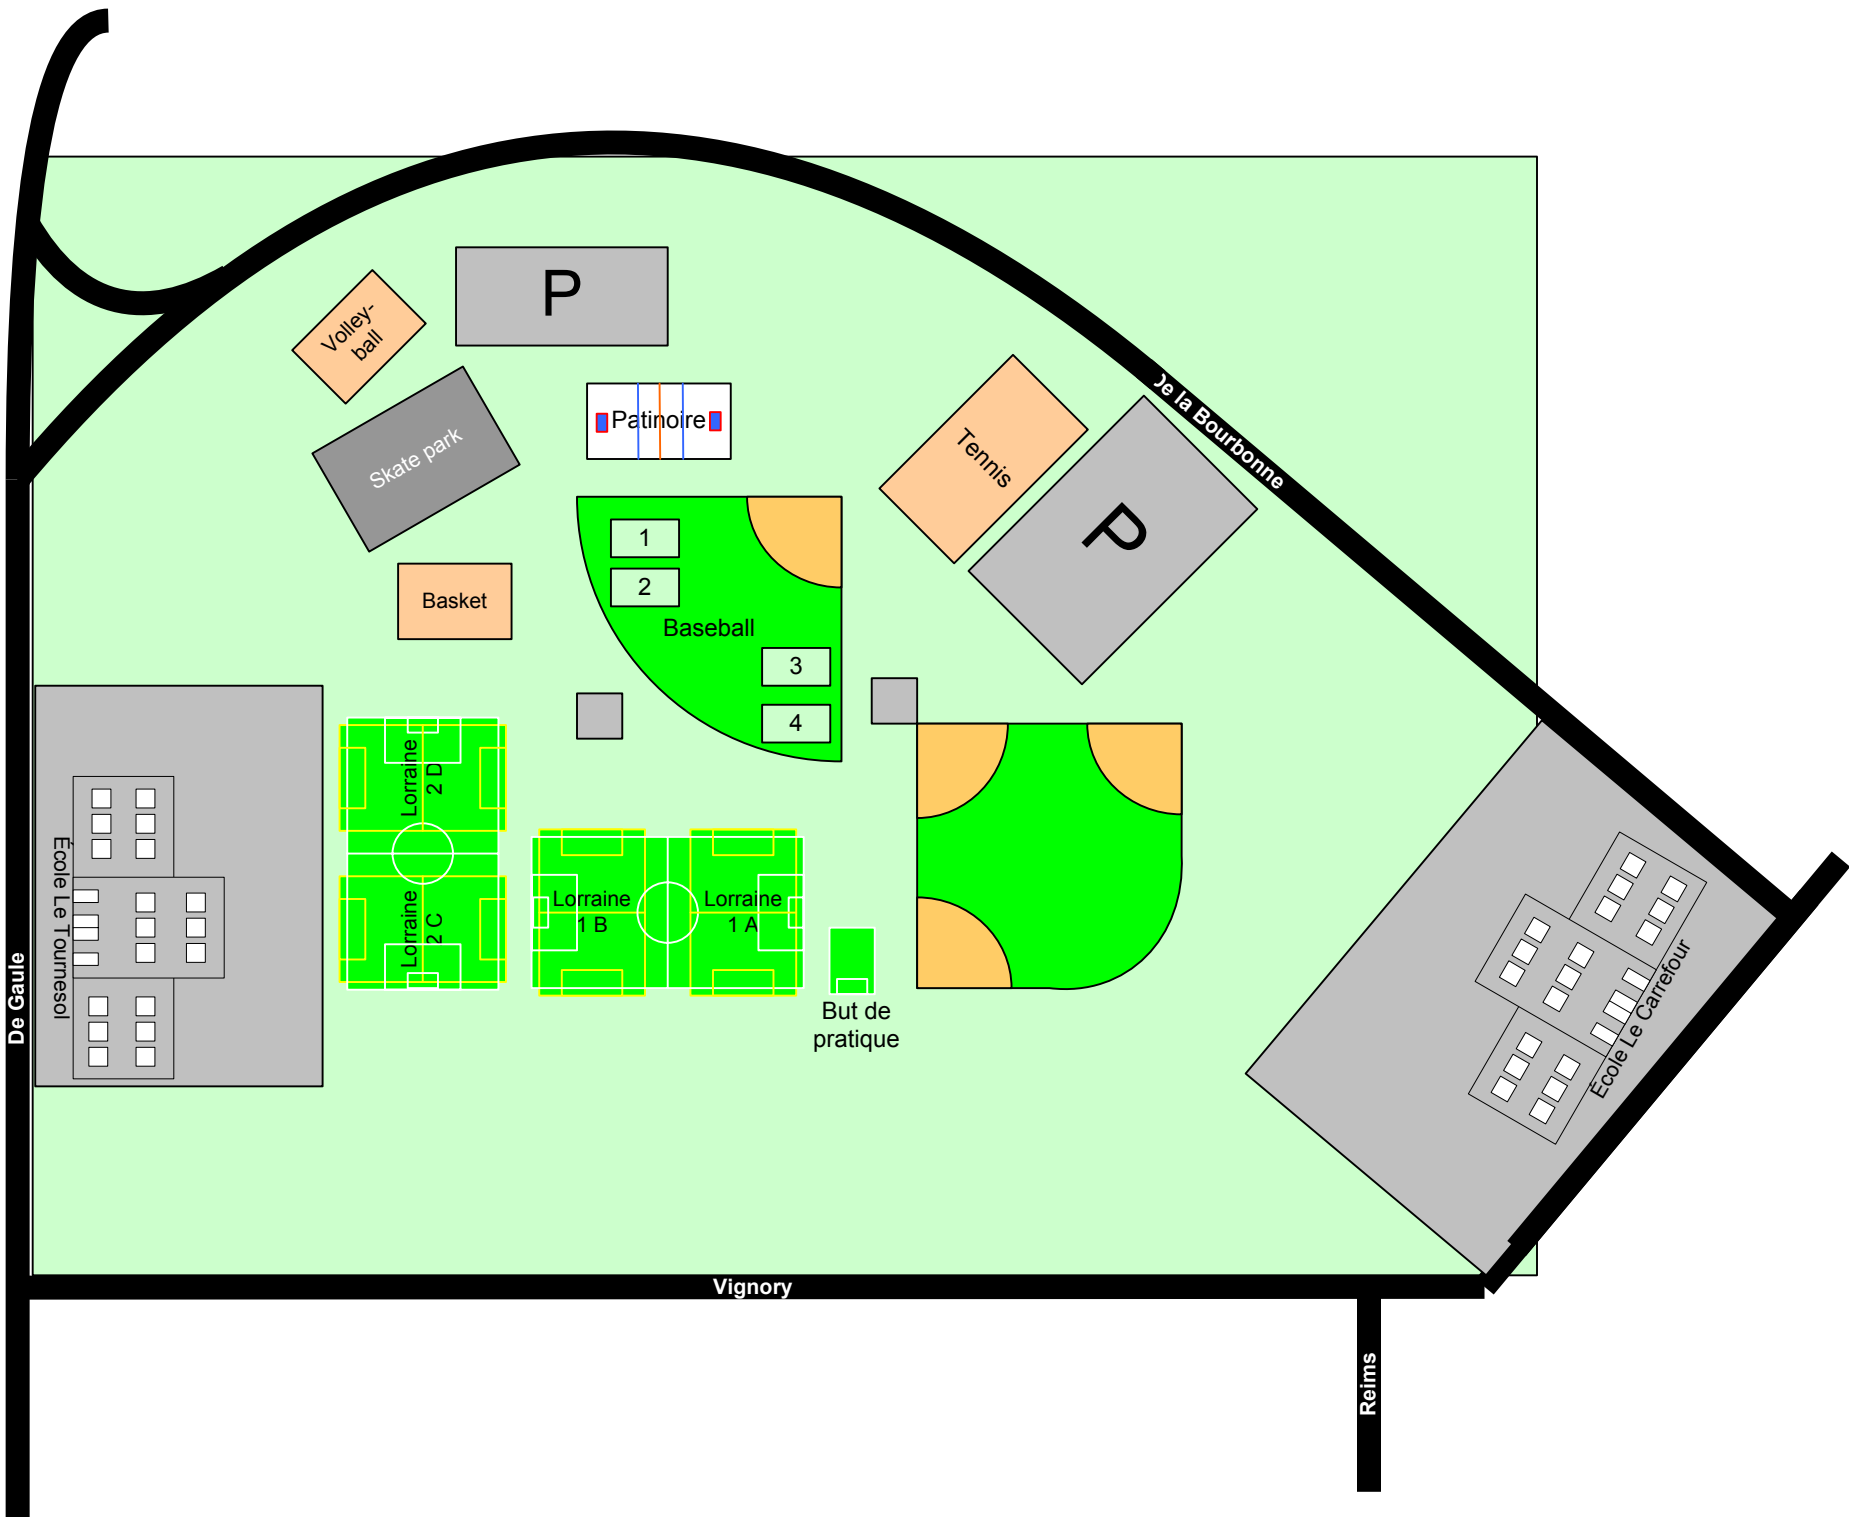 P
Volley-
ball
De la Bourbonne
Patinoire
Skate park
Tennis
P
1
2
Basket
Baseball
3
4
Lorraine
2 D
École Le Tournesol
Lorraine
1 B
Lorraine
1 A
Lorraine
2 C
De Gaule
But de
pratique
École Le Carrefour
Vignory
Reims